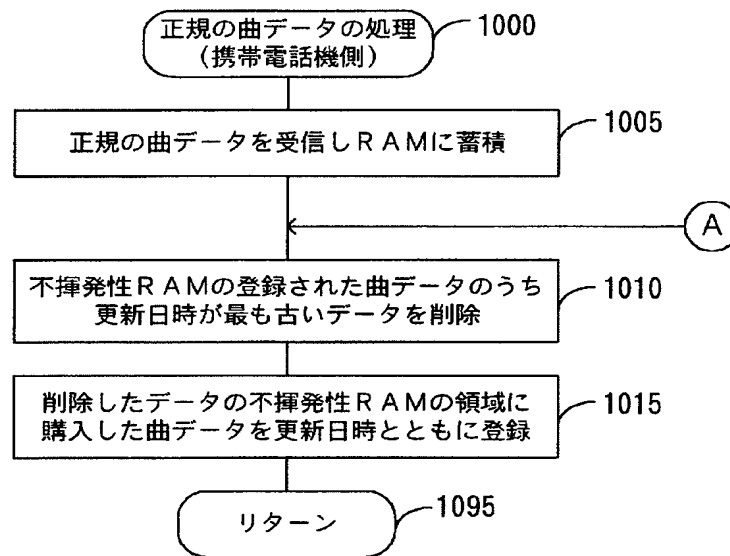 正規の曲データの処理
（携帯電話機側）
1000
正規の曲データを受信しＲＡＭに蓄積
1005
A
不揮発性ＲＡＭの登録された曲データのうち
更新日時が最も古いデータを削除
1010
削除したデータの不揮発性ＲＡＭの領域に
購入した曲データを更新日時とともに登録
1015
リターン
1095